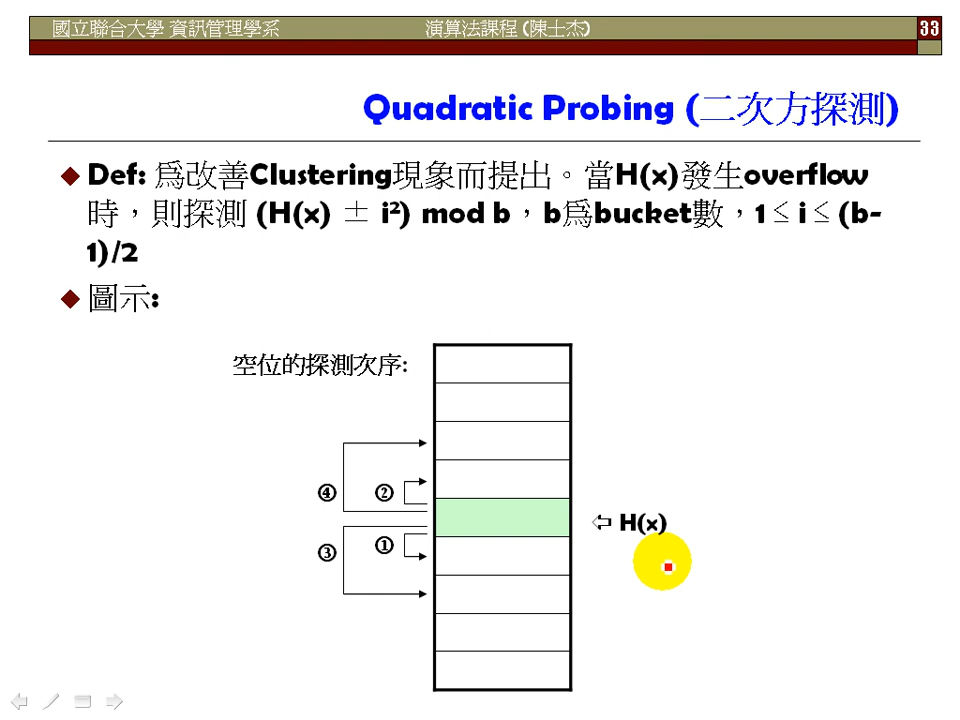 國立聯合大學 資訊管理學系 演算法課程 (陳士杰) 33
Quadratic Probing (二次方探測)
Def: 為改善Clustering現象而提出。當H(x)發生overflow
時，則探測 (H(x) ± i²) mod b，b為bucket數，1 ≤ i ≤ (b-
1)/2
圖示:
空位的探測次序:
④ ②
⇦ H(x)
③ ①